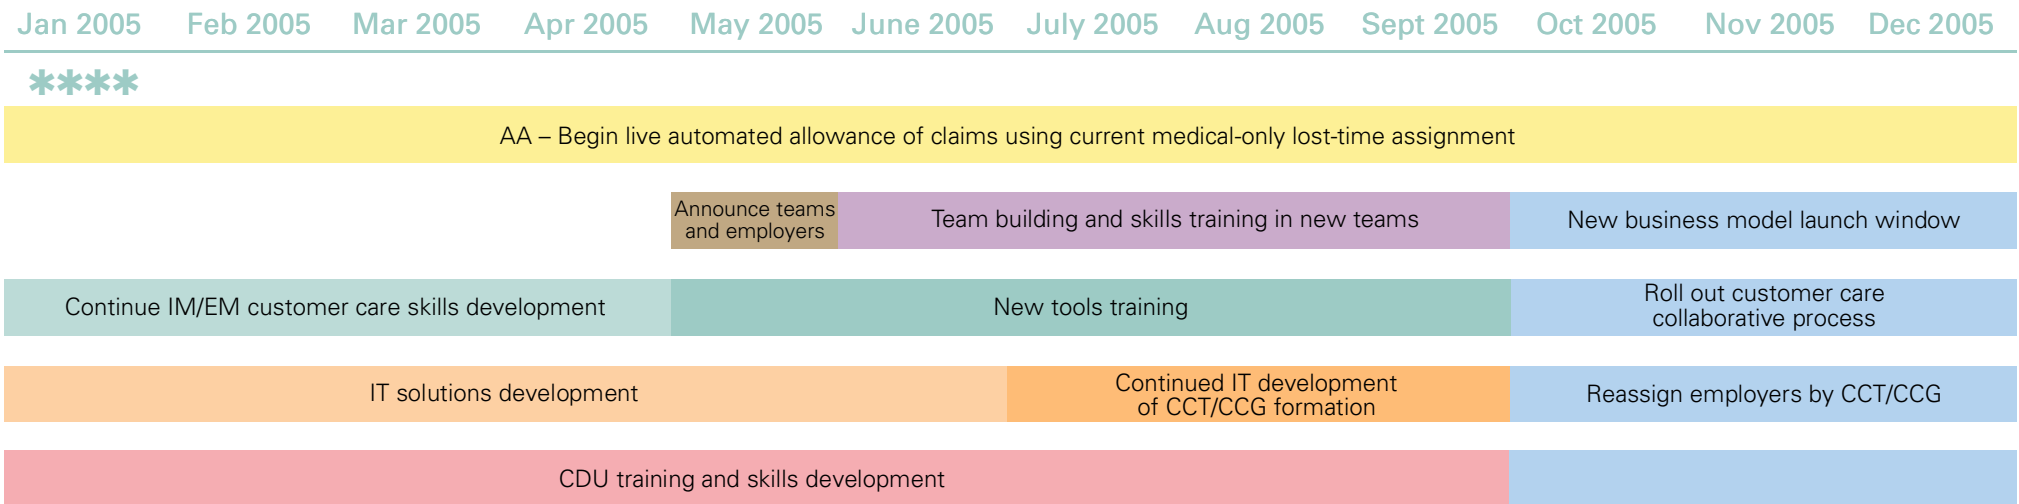 Jan 2005 Feb 2005 Mar 2005 Apr 2005 May 2005 June 2005 July 2005 Aug 2005 Sept 2005 Oct 2005 Nov 2005 Dec 2005
****
AA – Begin live automated allowance of claims using current medical-only lost-time assignment
Announce teams
and employers
Team building and skills training in new teams
New business model launch window
Continue IM/EM customer care skills development
New tools training
Roll out customer care
collaborative process
IT solutions development
Continued IT development
of CCT/CCG formation
Reassign employers by CCT/CCG
CDU training and skills development